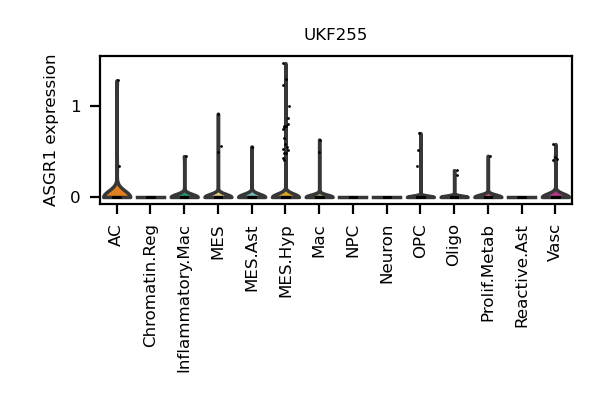 UKF255
ASGR1 expression
1
0
AC
Chromatin.Reg
Inflammatory.Mac
MES
MES.Ast
MES.Hyp
Mac
NPC
Neuron
OPC
Oligo
Prolif.Metab
Reactive.Ast
Vasc